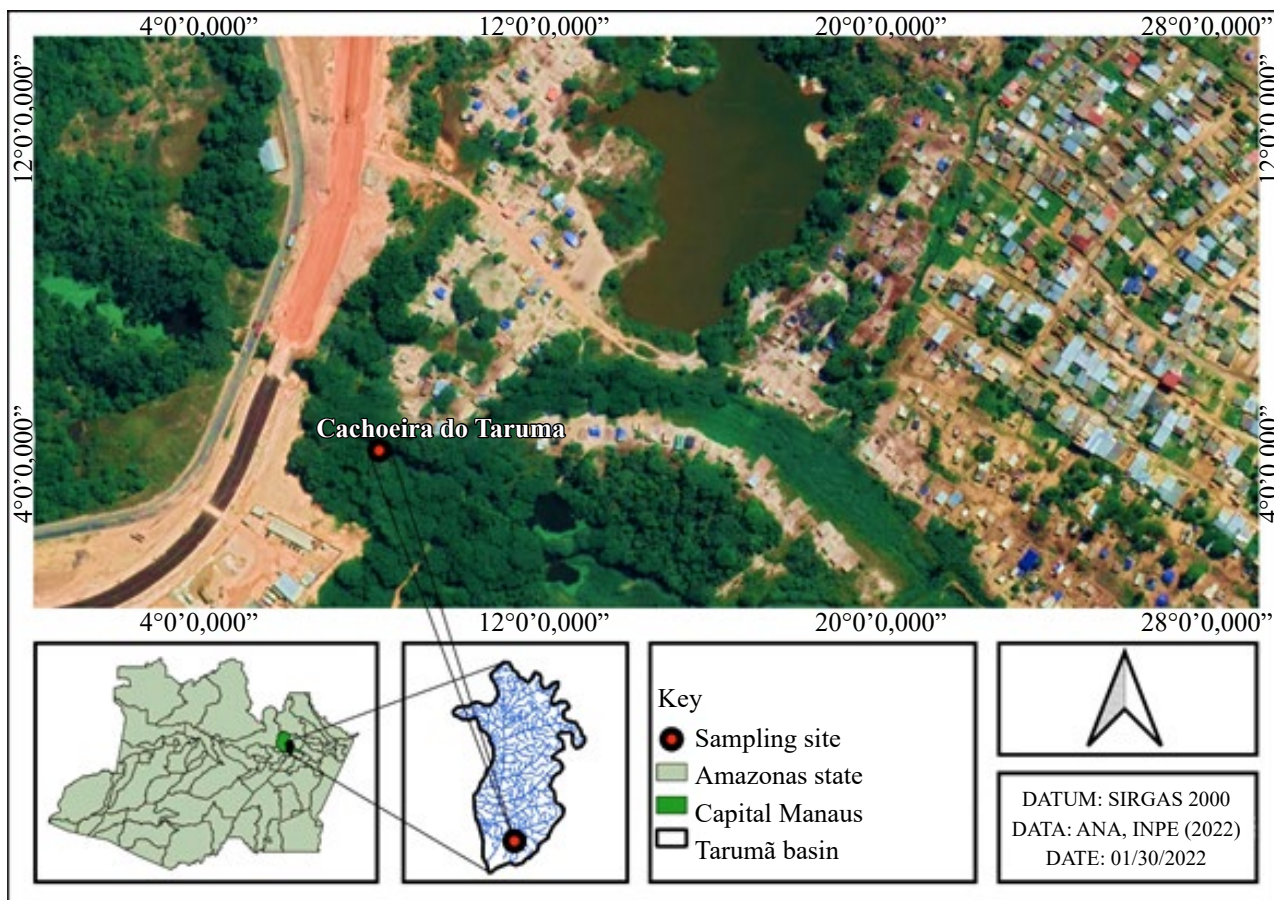 4°0’0,000”
12°0’0,000”
20°0’0,000”
28°0’0,000”
12°0’0,000”
12°0’0,000”
Cachoeira do Taruma
4°0’0,000”
4°0’0,000”
4°0’0,000”
12°0’0,000”
20°0’0,000”
28°0’0,000”
Key
Sampling site
Amazonas state
Capital Manaus
Tarumã basin
DATUM: SIRGAS 2000
DATA: ANA, INPE (2022)
DATE: 01/30/2022